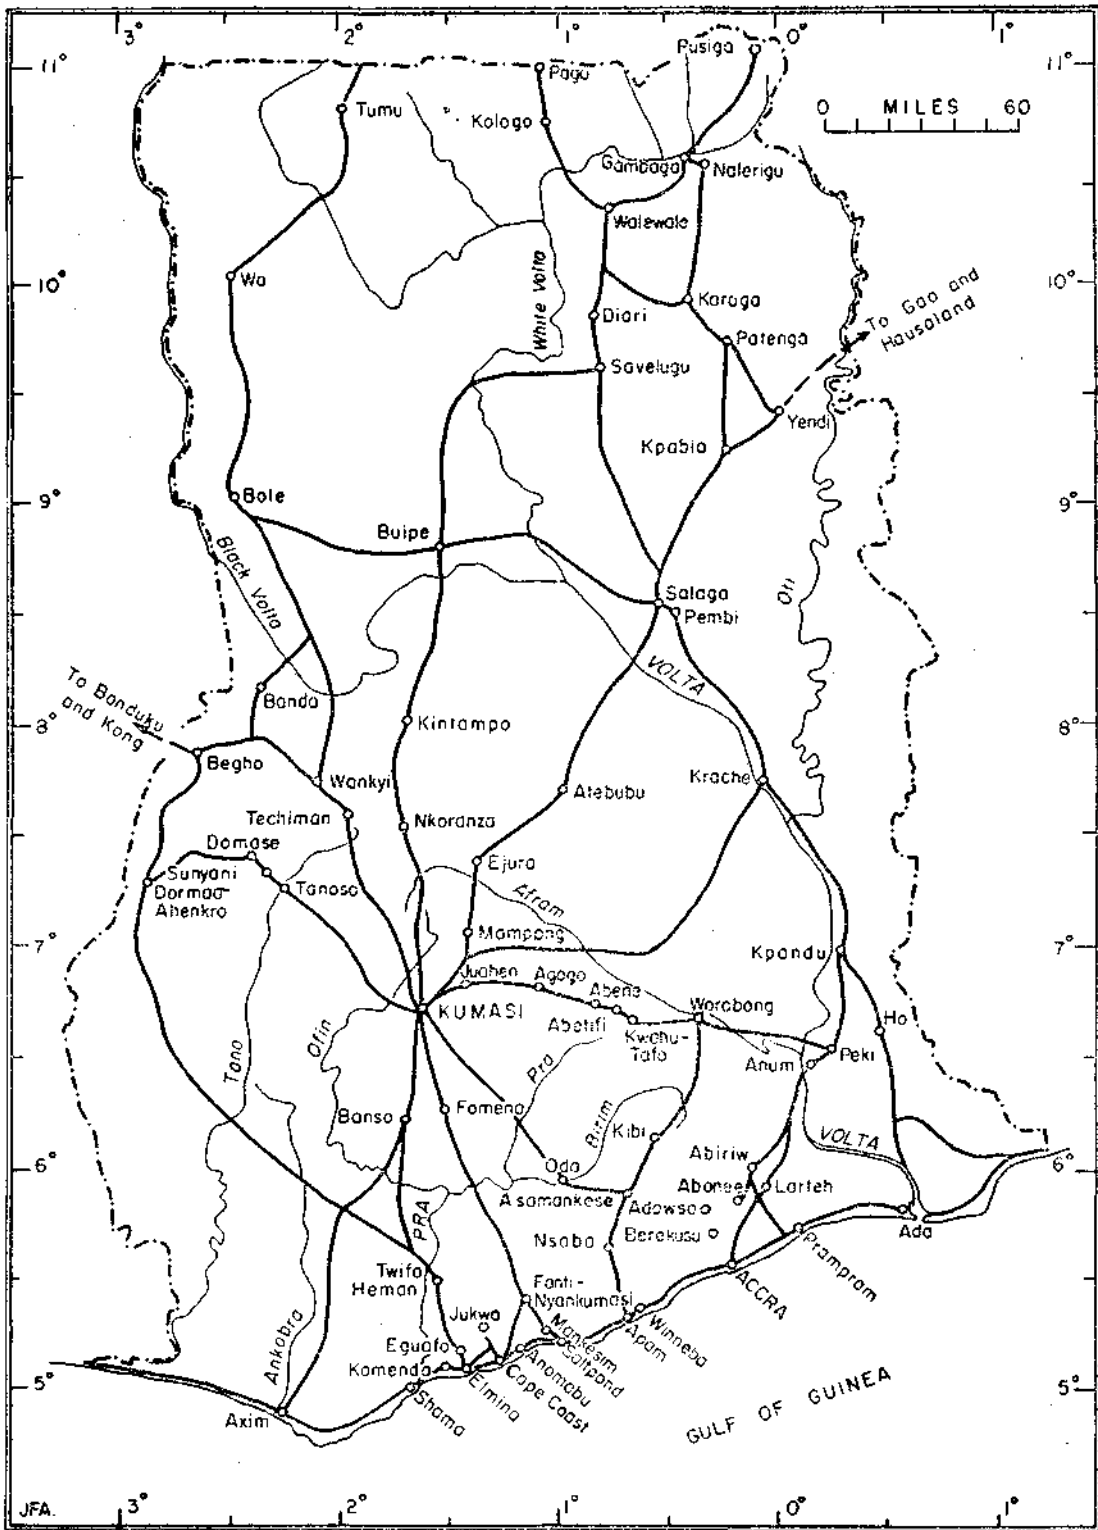 3°
2°
1°
0°
1°
11°
11°
Pusiga
Pagu
0 MILES 60
Tumu
Kologo
Gambaga
Nalerigu
Walewale
10°
Wa
White Volta
Karaga
10°
To Gao and
Hausaland
Diari
Patenga
Savelugu
Yendi
Kpabia
9°
Bole
9°
Buipe
Black Volta
Oti
Salaga
Pembi
VOLTA
To Banduku
and Kong
Banda
8°
Kintampo
8°
Begho
Wankyi
Krache
Atebubu
Techiman
Nkoranza
Domase
Sunyani
Ejura
Dormaa-
Ahenkro
Tanoso
Afram
7°
Mampong
Kpandu
7°
Juahen
Agogo
Abene
KUMASI
Worobong
Ho
Abetifi
Kwahu-
Tafo
Ofin
Tano
Pra
Anum
Peki
Banso
Fomena
Birim
Kibi
VOLTA
Abiriw
6°
Oda
6°
Asamankese
Abonee
Larteh
Adawso
PRA
Nsaba
Berekusu
Ada
Prampram
Twifo
Heman
Fanti-
Nyankumasi
ACCRA
Jukwa
Winneba
Apam
Mankesim
Saltpond
Ankobra
Eguafo
Anomabu
5°
Komenda
Cape Coast
5°
Elmina
Shama
Axim
GULF OF GUINEA
JFA.
3°
2°
1°
0°
1°